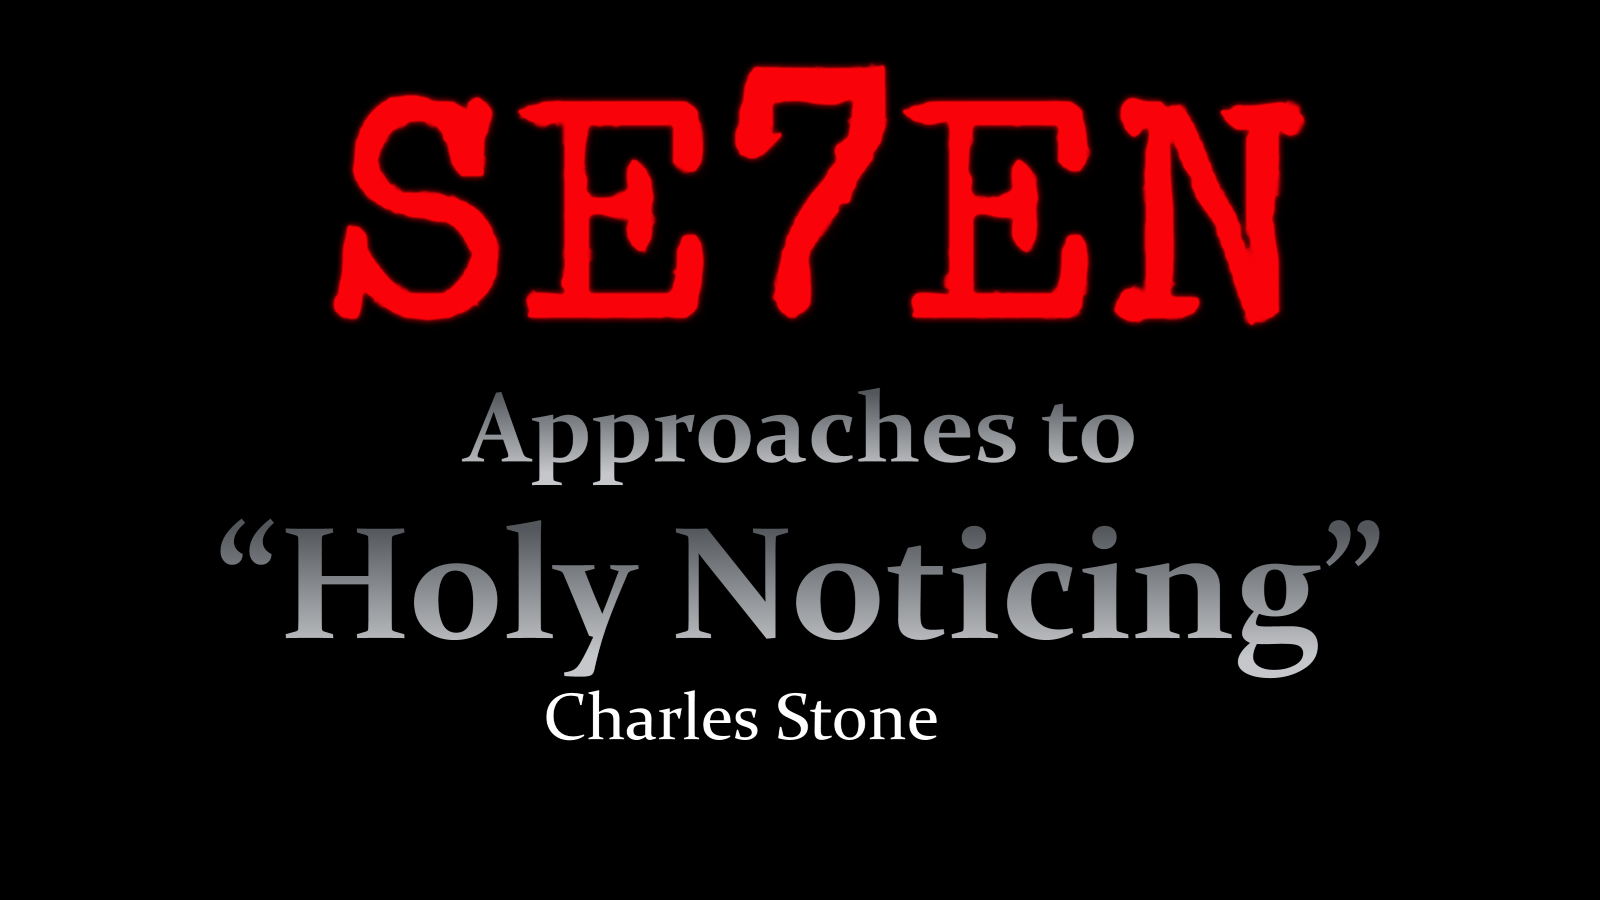 SE7EN
Approaches to
“Holy Noticing”
Charles Stone